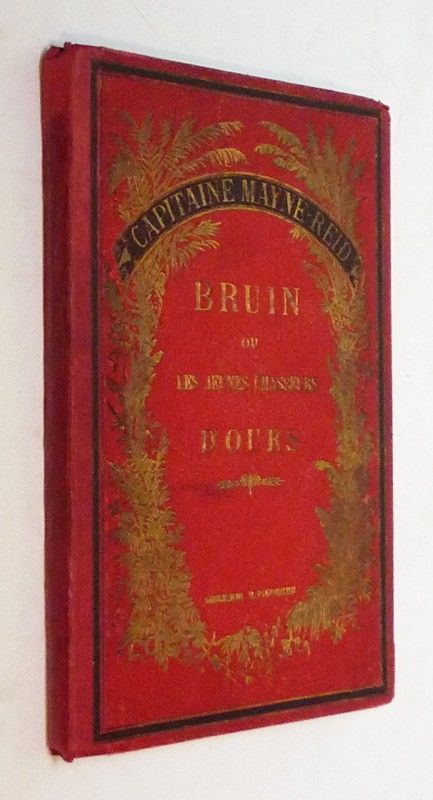 CAPITAINE MAYNE-REID
BRUIN
OU
LES JEUNES CHASSEURS
D'OURS